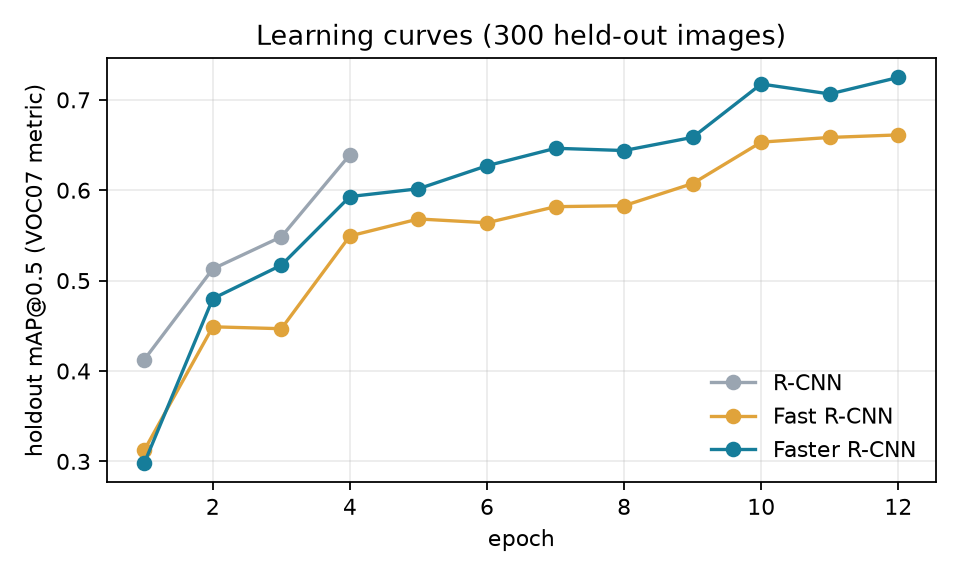 Learning curves (300 held-out images)
holdout mAP@0.5 (VOC07 metric)
0.7
0.6
0.5
0.4
0.3
R-CNN
Fast R-CNN
Faster R-CNN
2 4 6 8 10 12
epoch